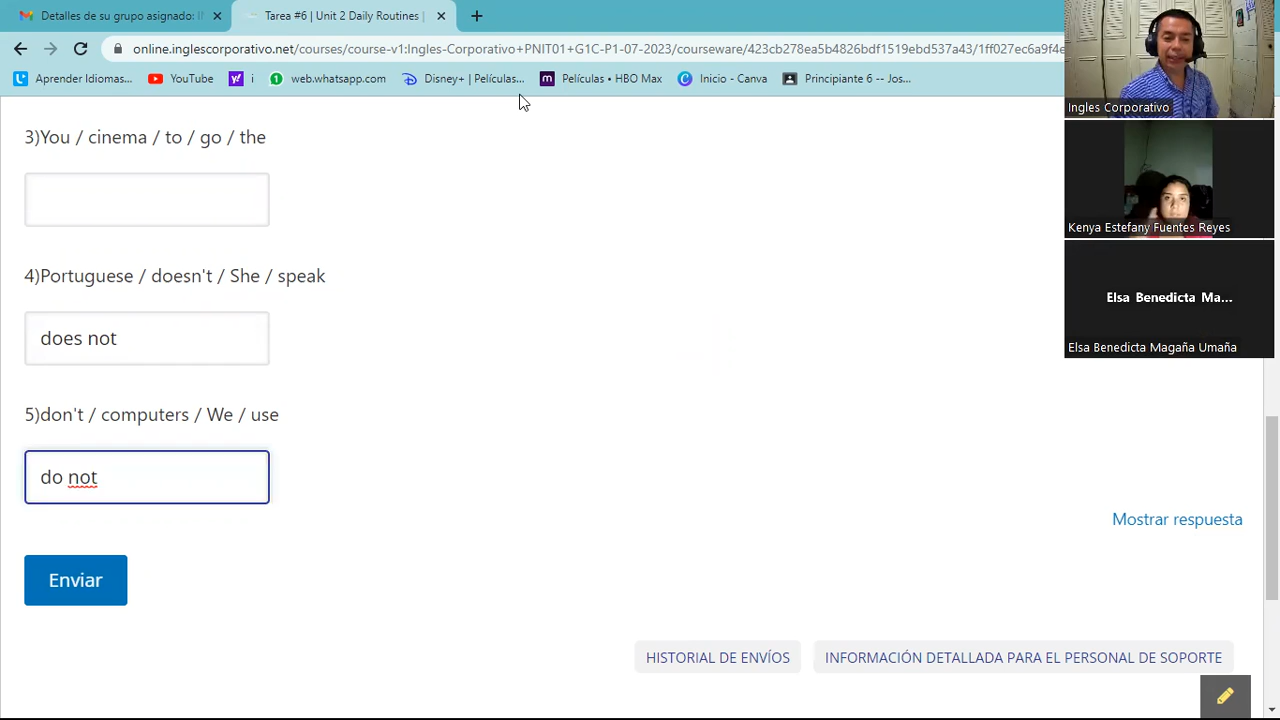 Detalles de su grupo asignado: I
Tarea #6 | Unit 2 Daily Routines |
online.inglescorporativo.net/courses/course-v1:Ingles-Corporativo+PNIT01+G1C-P1-07-2023/courseware/423cb278ea5b4826bdf1519ebd537a43/1ff027ec6a9f4e
Aprender Idiomas...
YouTube
i
web.whatsapp.com
Disney+ | Películas...
Películas • HBO Max
Inicio - Canva
Principiante 6 -- Jos...
3)You / cinema / to / go / the
4)Portuguese / doesn't / She / speak
does not
5)don't / computers / We / use
do not
Mostrar respuesta
Enviar
HISTORIAL DE ENVÍOS
INFORMACIÓN DETALLADA PARA EL PERSONAL DE SOPORTE
Ingles Corporativo
Kenya Estefany Fuentes Reyes
Elsa Benedicta Ma...
Elsa Benedicta Magaña Umaña